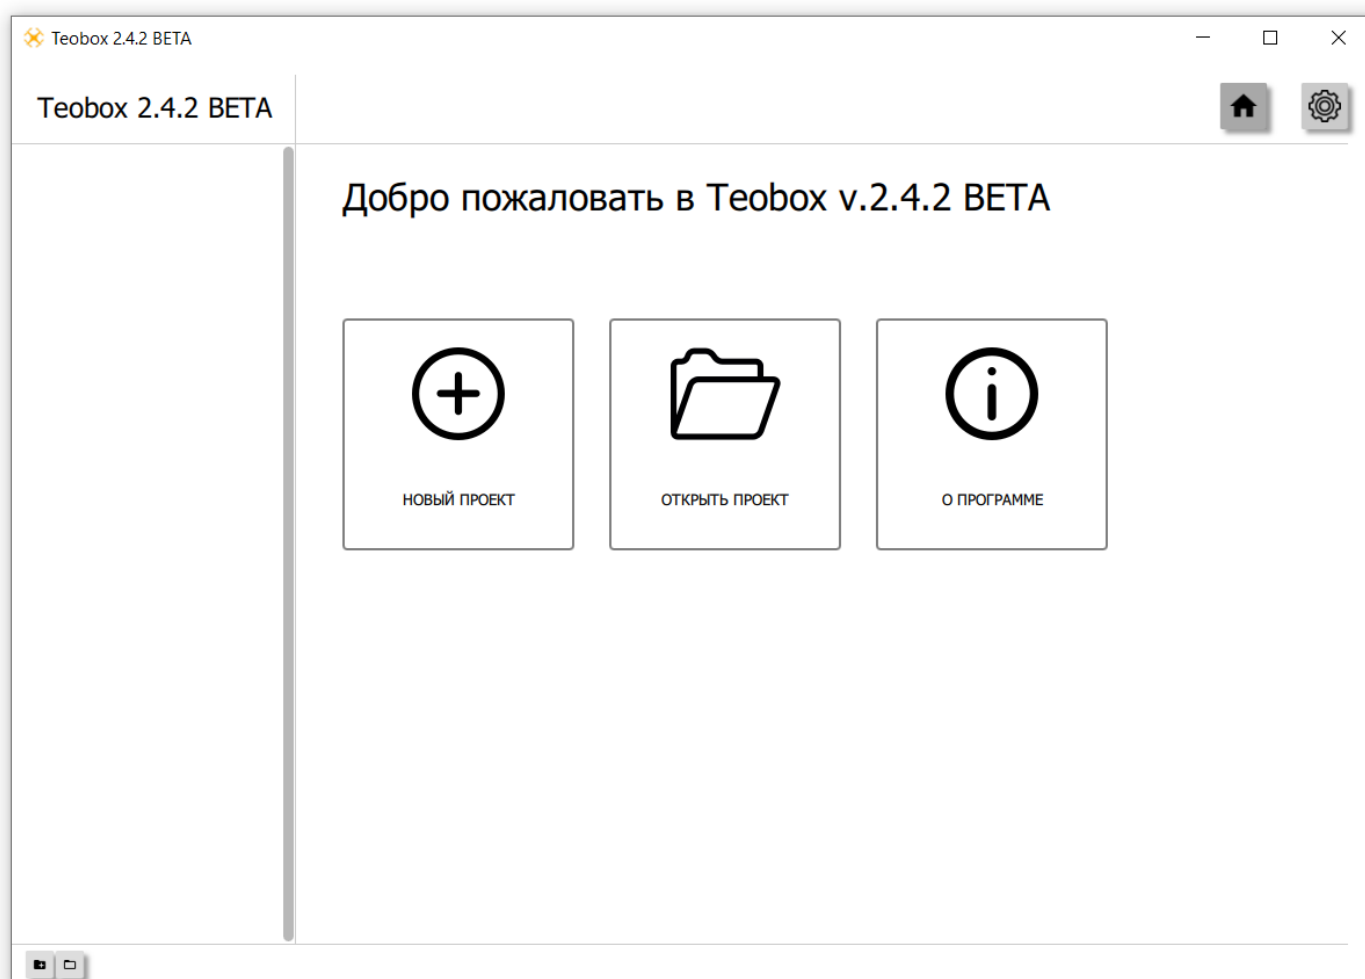 Teobox 2.4.2 BETA
Teobox 2.4.2 BETA
Добро пожаловать в Teobox v.2.4.2 BETA
НОВЫЙ ПРОЕКТ
ОТКРЫТЬ ПРОЕКТ
О ПРОГРАММЕ